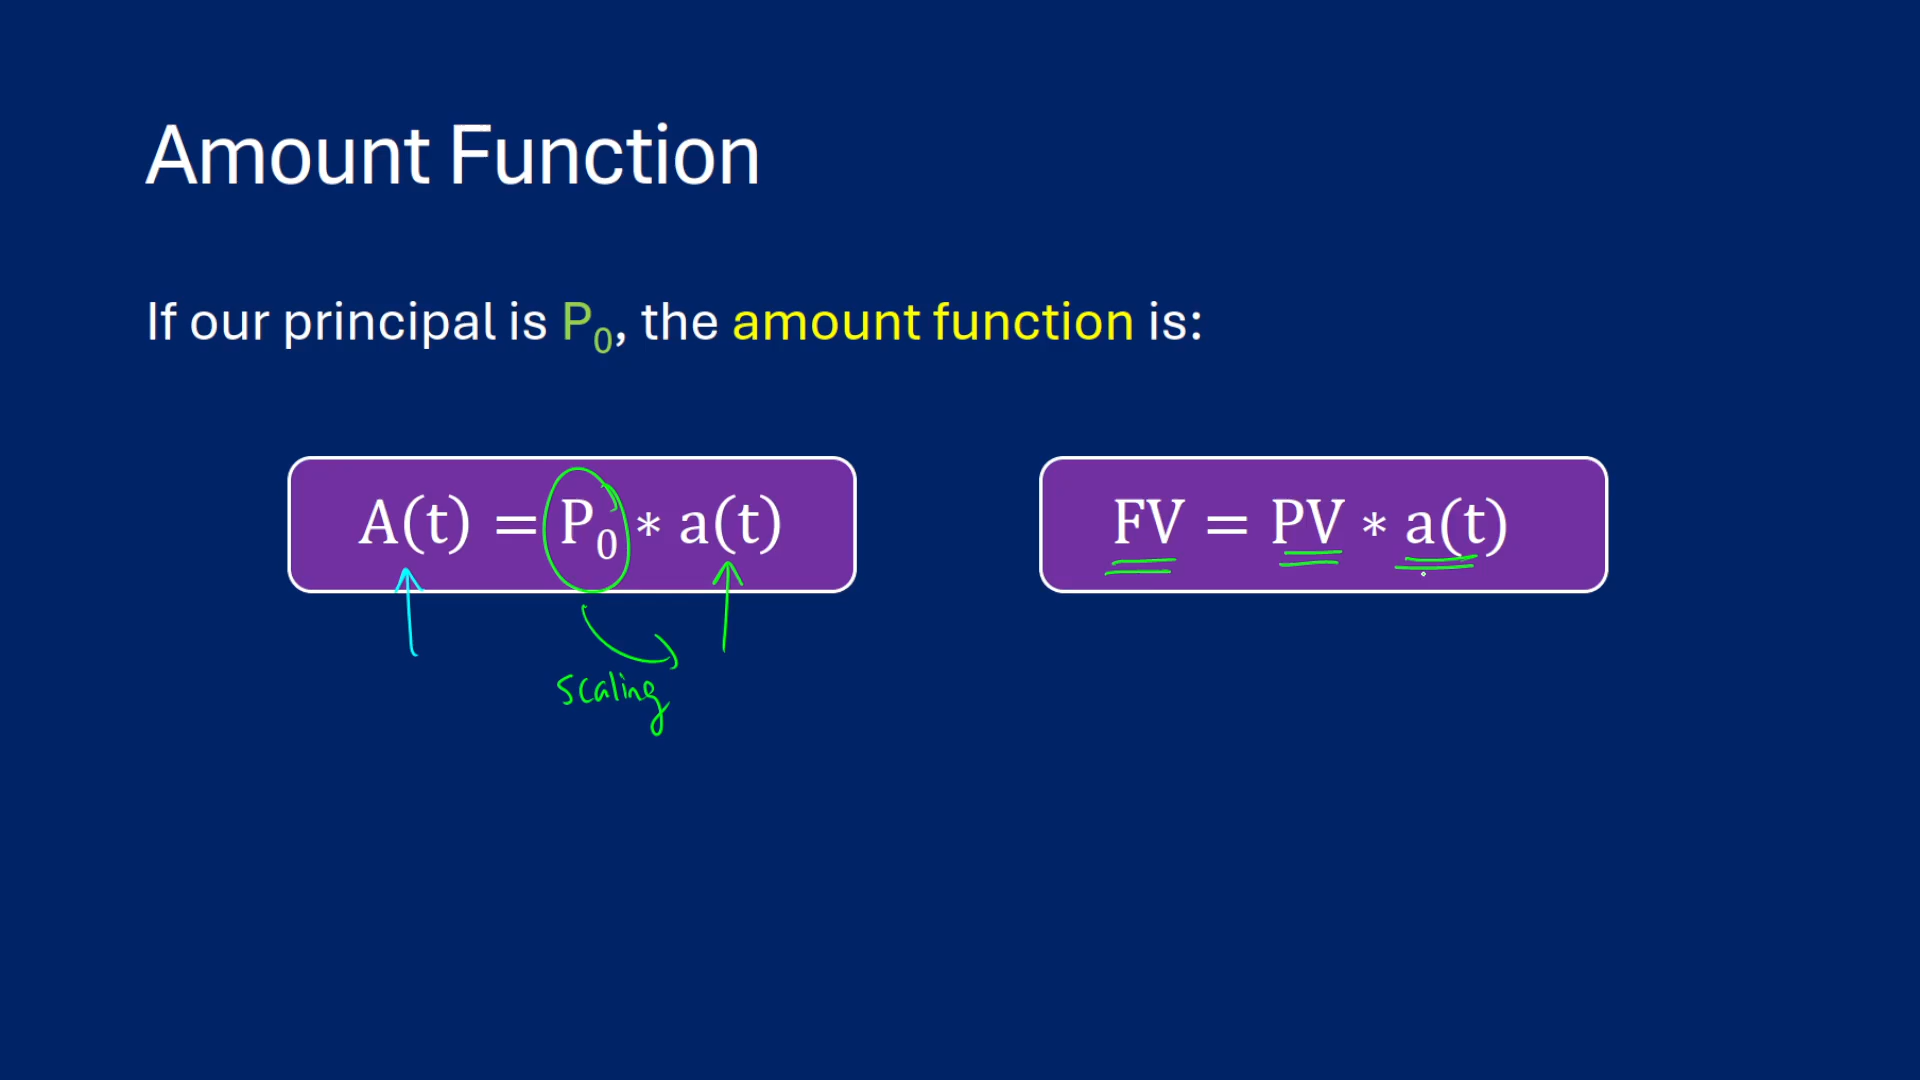 Amount Function
If our principal is P₀, the amount function is:
A(t) = P₀ * a(t)
FV = PV * a(t)
scaling